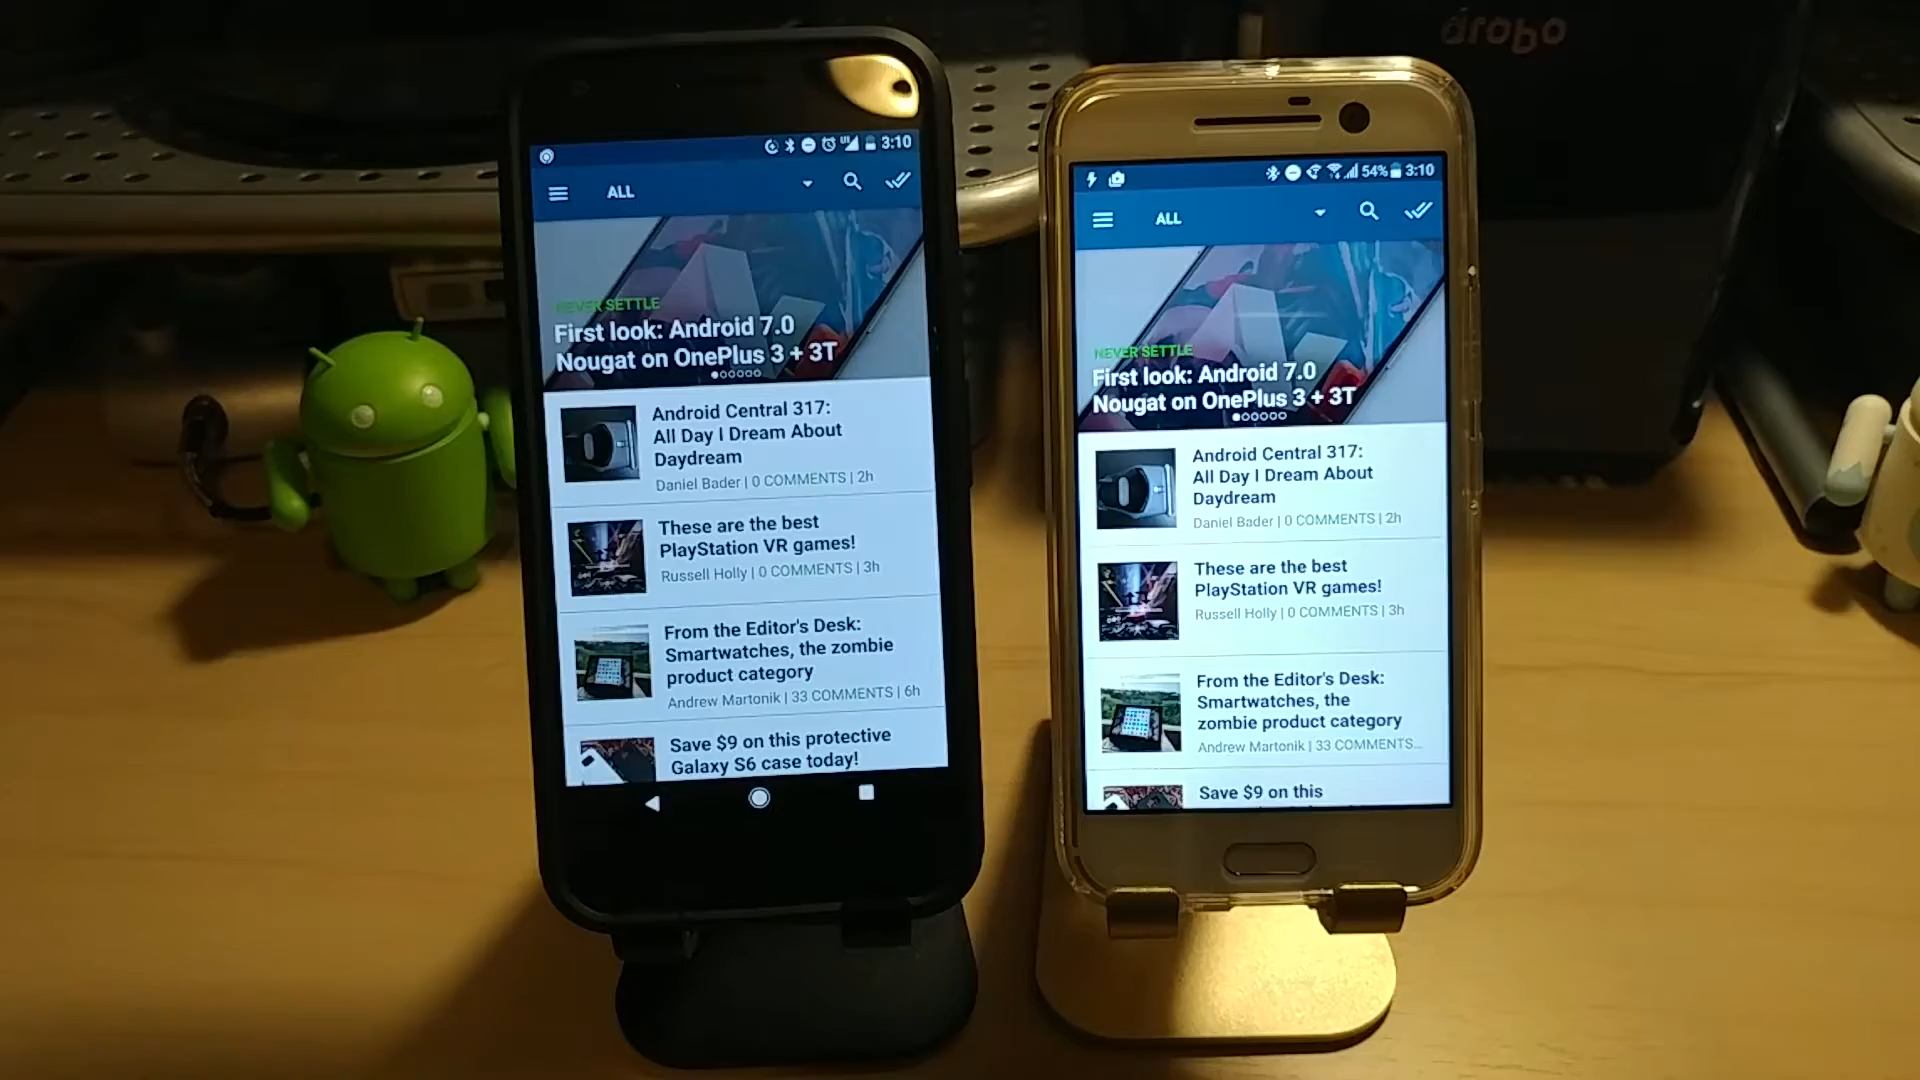 drobo
3:10
ALL
NEVER SETTLE
First look: Android 7.0
Nougat on OnePlus 3 + 3T
Android Central 317:
All Day I Dream About
Daydream
Daniel Bader | 0 COMMENTS | 2h
These are the best
PlayStation VR games!
Russell Holly | 0 COMMENTS | 3h
From the Editor's Desk:
Smartwatches, the zombie
product category
Andrew Martonik | 33 COMMENTS | 6h
Save $9 on this protective
Galaxy S6 case today!
54% 3:10
ALL
NEVER SETTLE
First look: Android 7.0
Nougat on OnePlus 3 + 3T
Android Central 317:
All Day I Dream About
Daydream
Daniel Bader | 0 COMMENTS | 2h
These are the best
PlayStation VR games!
Russell Holly | 0 COMMENTS | 3h
From the Editor's Desk:
Smartwatches, the
zombie product category
Andrew Martonik | 33 COMMENTS...
Save $9 on this